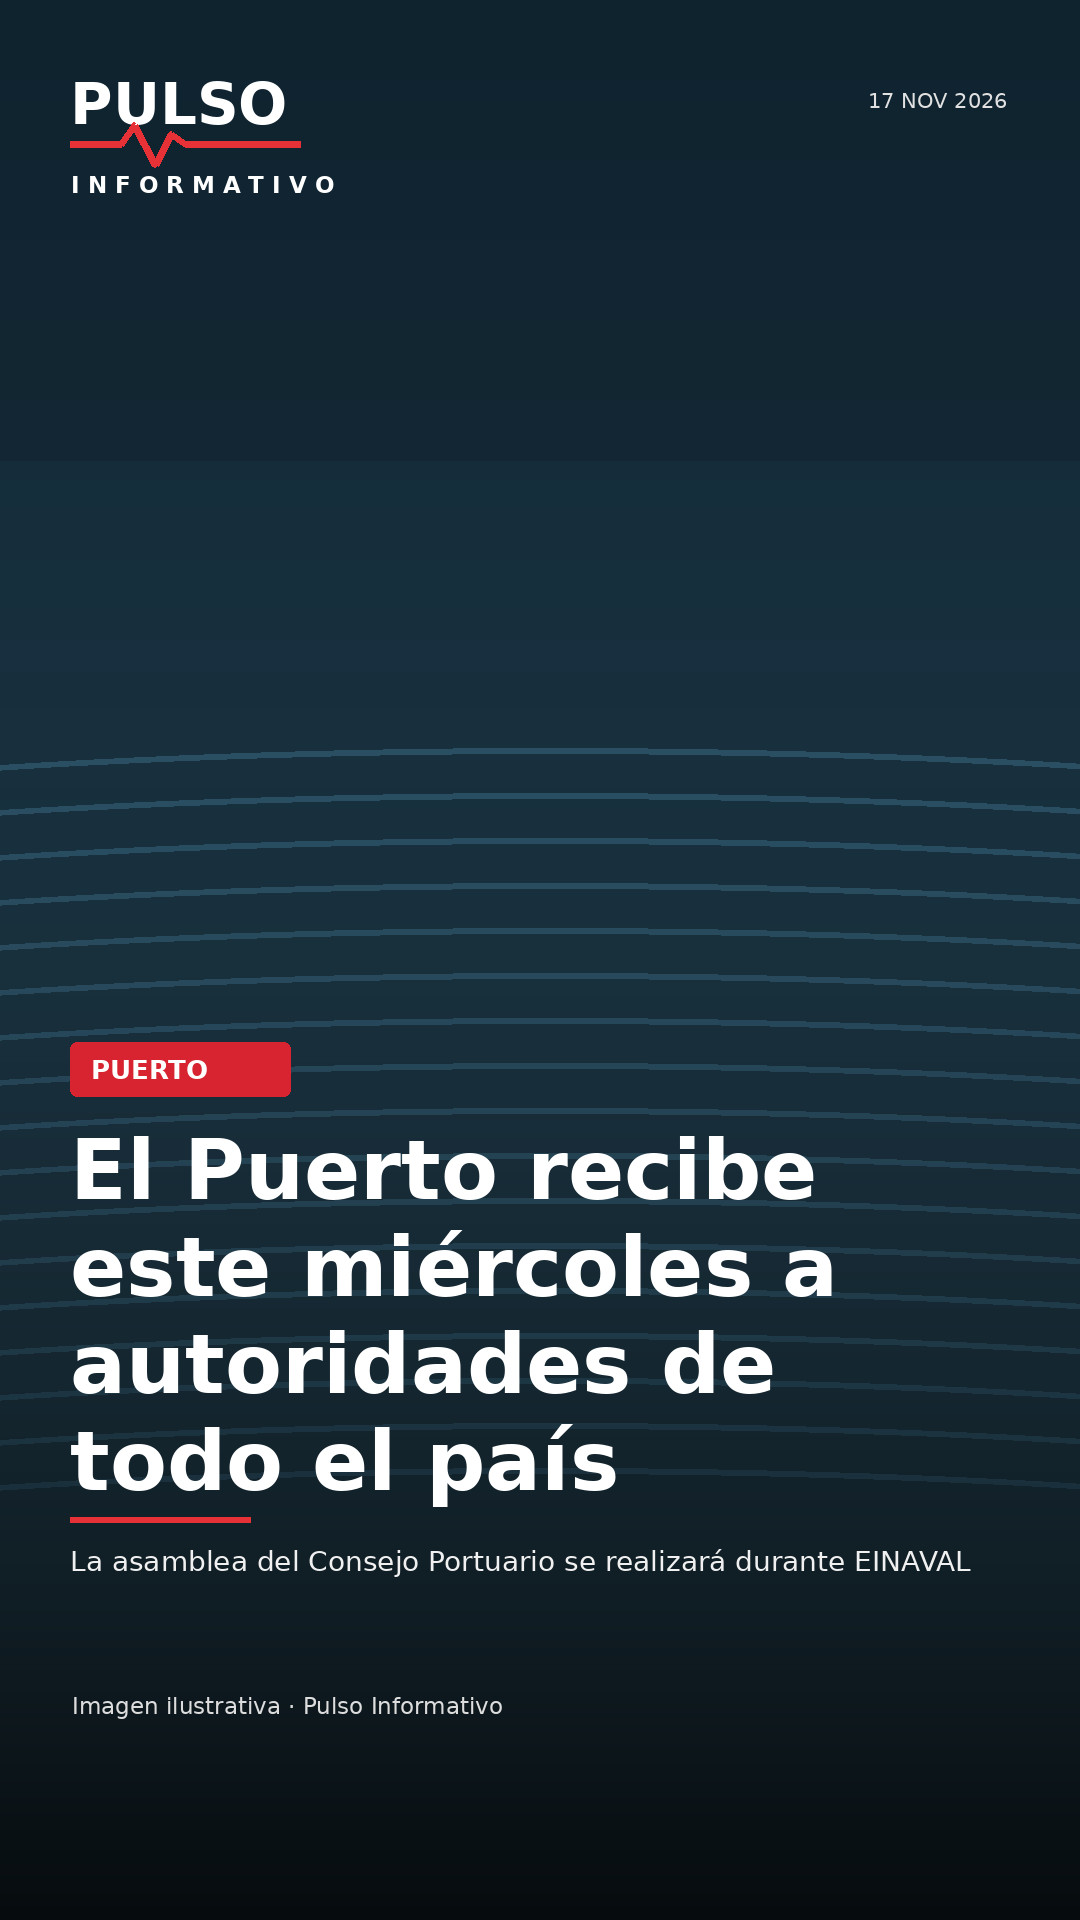 PULSO
INFORMATIVO
17 NOV 2026
PUERTO
El Puerto recibe
este miércoles a
autoridades de
todo el país
La asamblea del Consejo Portuario se realizará durante EINAVAL
Imagen ilustrativa · Pulso Informativo